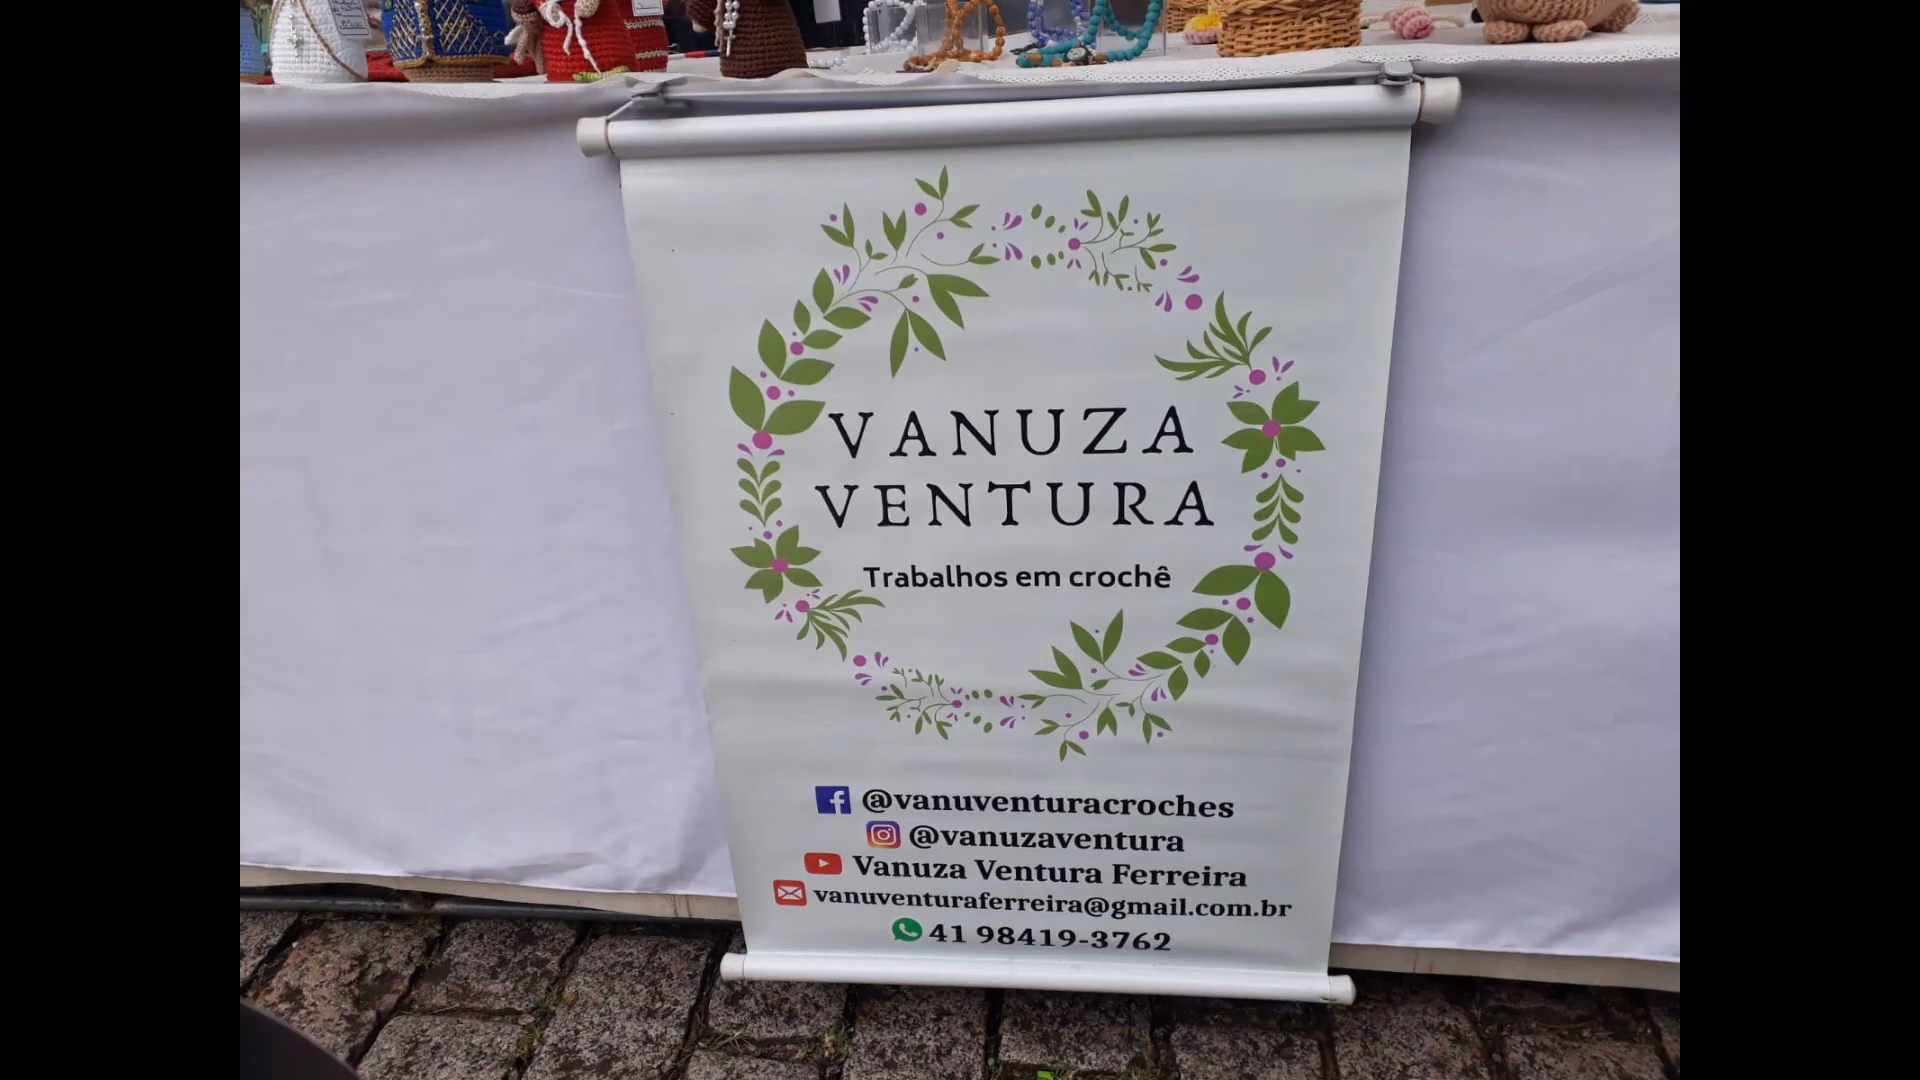 VANUZA
VENTURA
Trabalhos em crochê
@vanuventuracroches
@vanuzaventura
Vanuza Ventura Ferreira
vanuventuraferreira@gmail.com.br
41 98419-3762